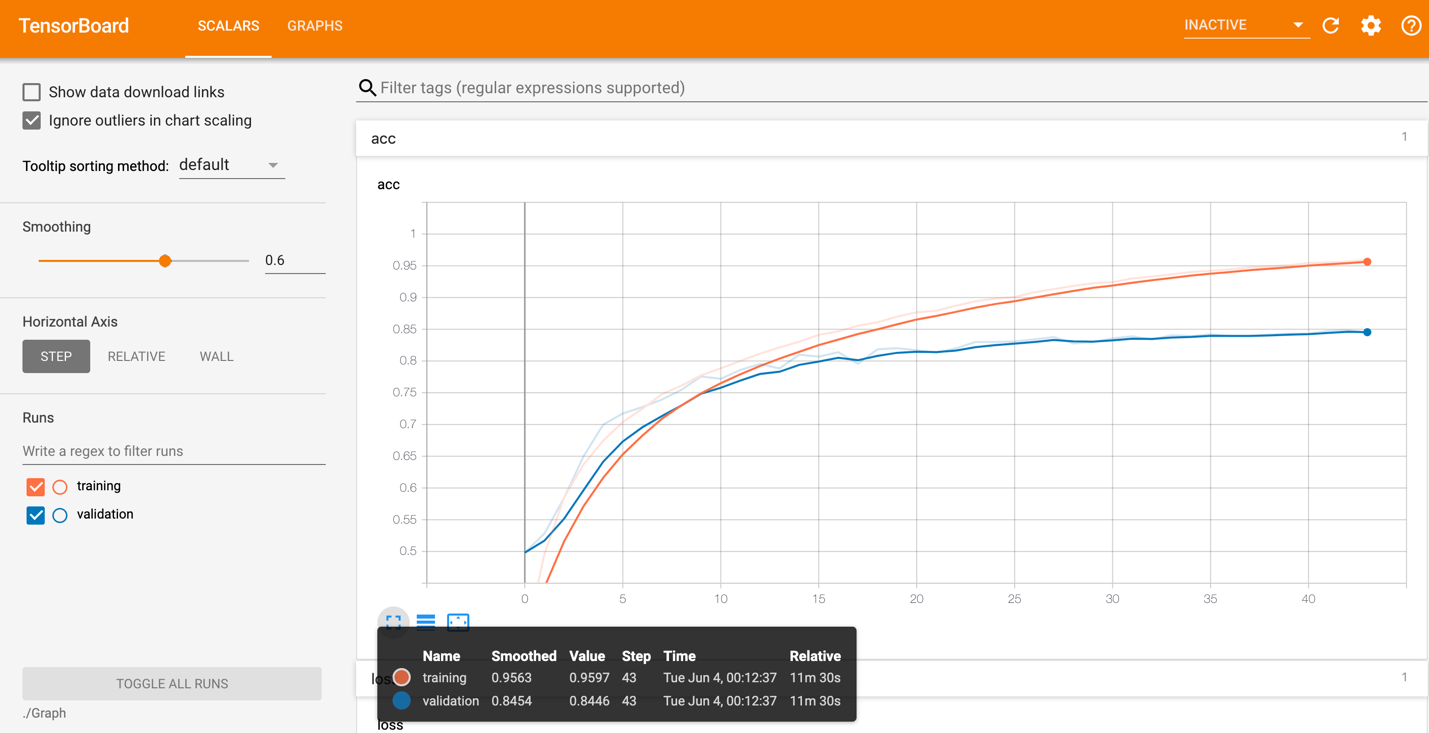 TensorBoard SCALARS GRAPHS INACTIVE
Show data download links
Ignore outliers in chart scaling
Tooltip sorting method: default
Smoothing
0.6
Horizontal Axis
STEP RELATIVE WALL
Runs
Write a regex to filter runs
training
validation
TOGGLE ALL RUNS
./Graph
Filter tags (regular expressions supported)
acc 1
acc
1
0.95
0.9
0.85
0.8
0.75
0.7
0.65
0.6
0.55
0.5
0 5 10 15 20 25 30 35 40
Name Smoothed Value Step Time Relative
training 0.9563 0.9597 43 Tue Jun 4, 00:12:37 11m 30s
validation 0.8454 0.8446 43 Tue Jun 4, 00:12:37 11m 30s
1
loss